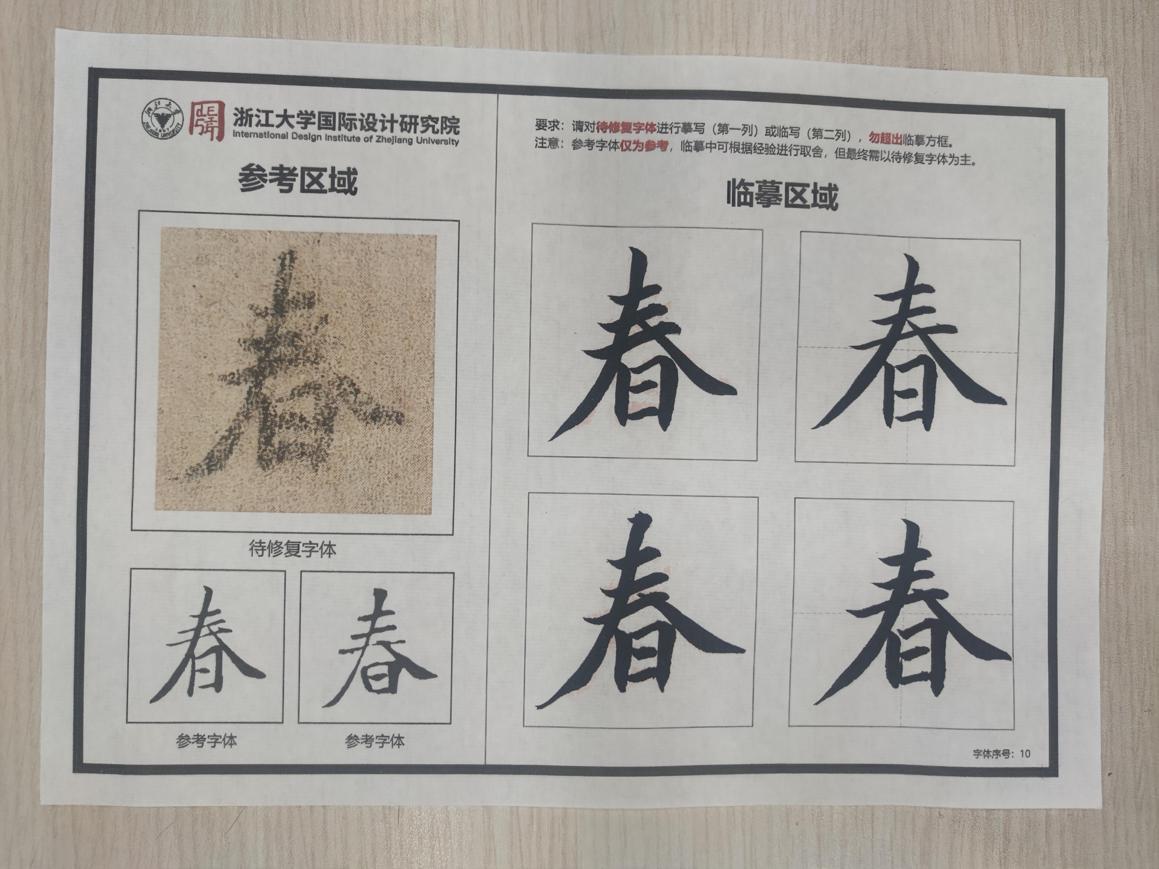 浙江大学国际设计研究院
International Design Institute of Zhejiang University
参考区域
春
待修复字体
春 春
参考字体 参考字体
要求：请对待修复字体进行摹写（第一列）或临写（第二列），勿超出临摹方框。
注意：参考字体仅为参考，临摹中可根据经验进行取舍，但最终需以待修复字体为主。
临摹区域
春 春
春 春
字体序号：10